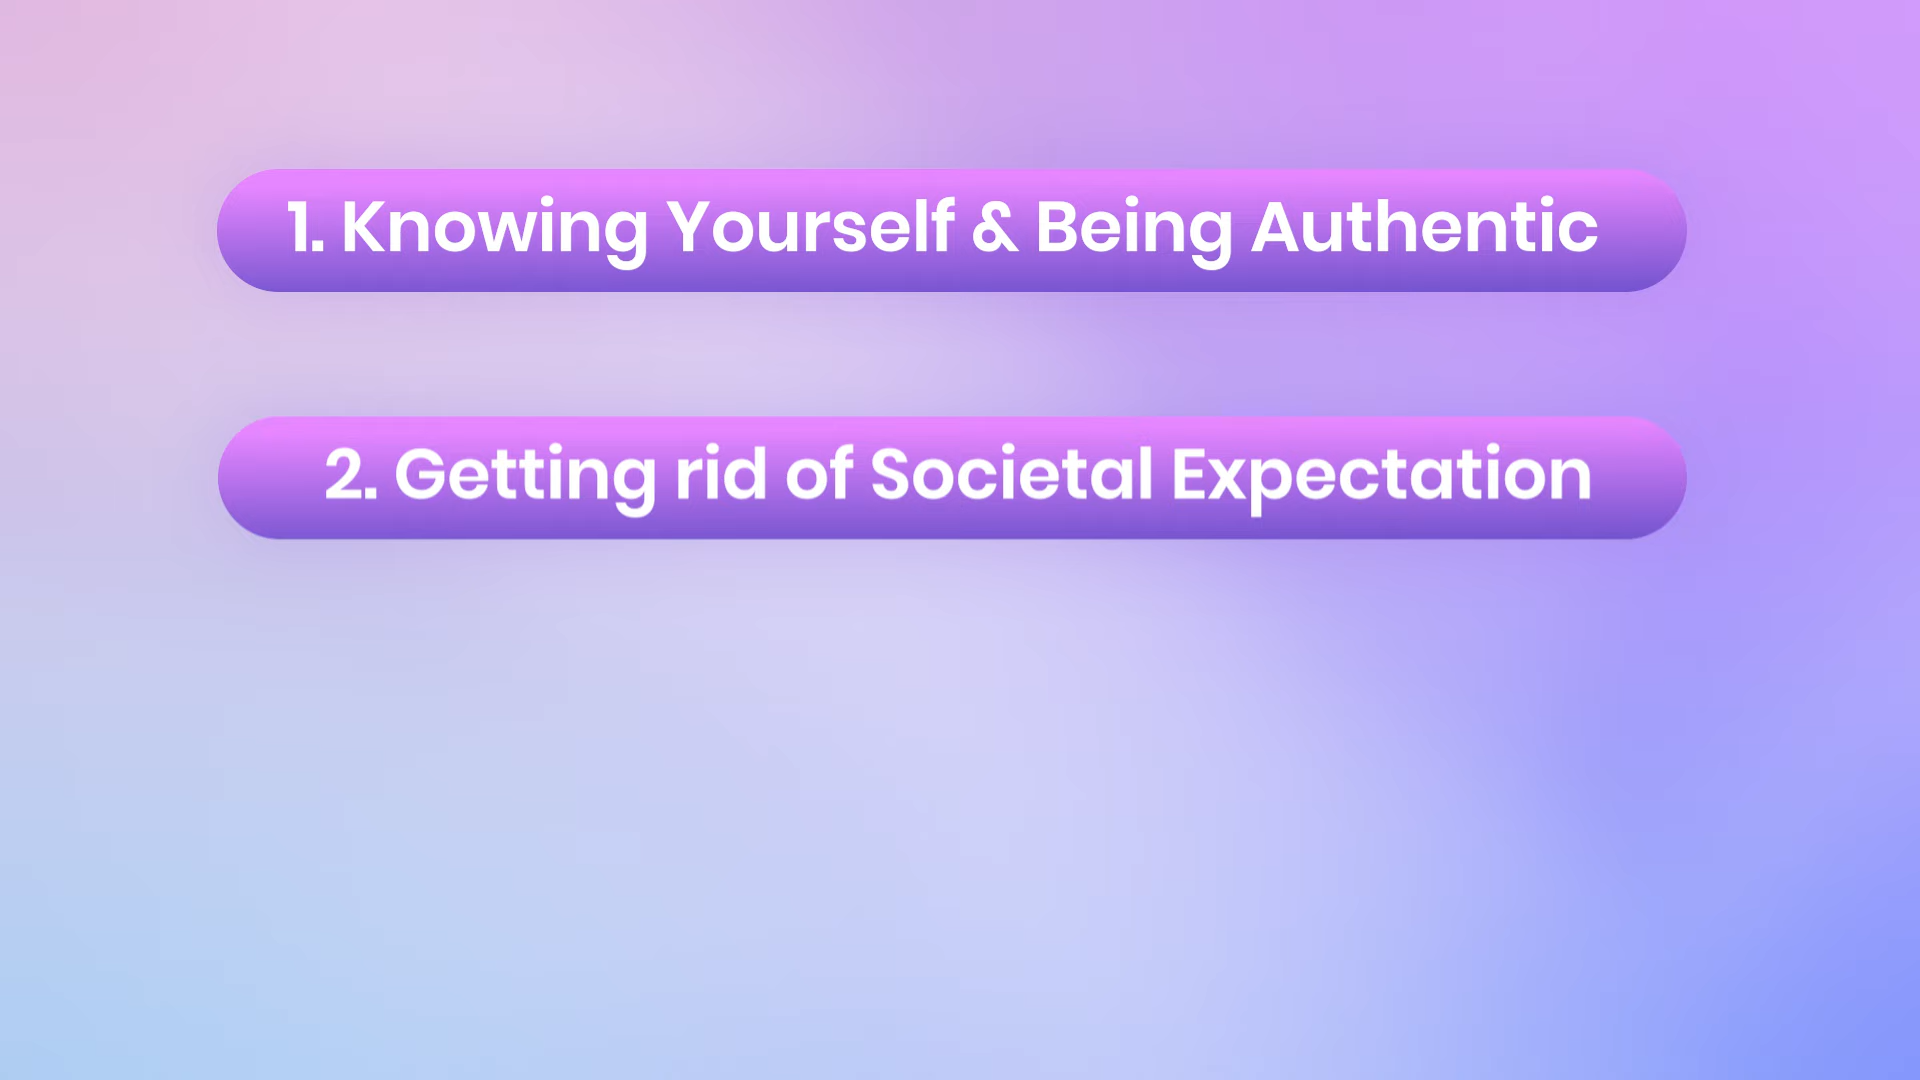 1. Knowing Yourself & Being Authentic
2. Getting rid of Societal Expectation